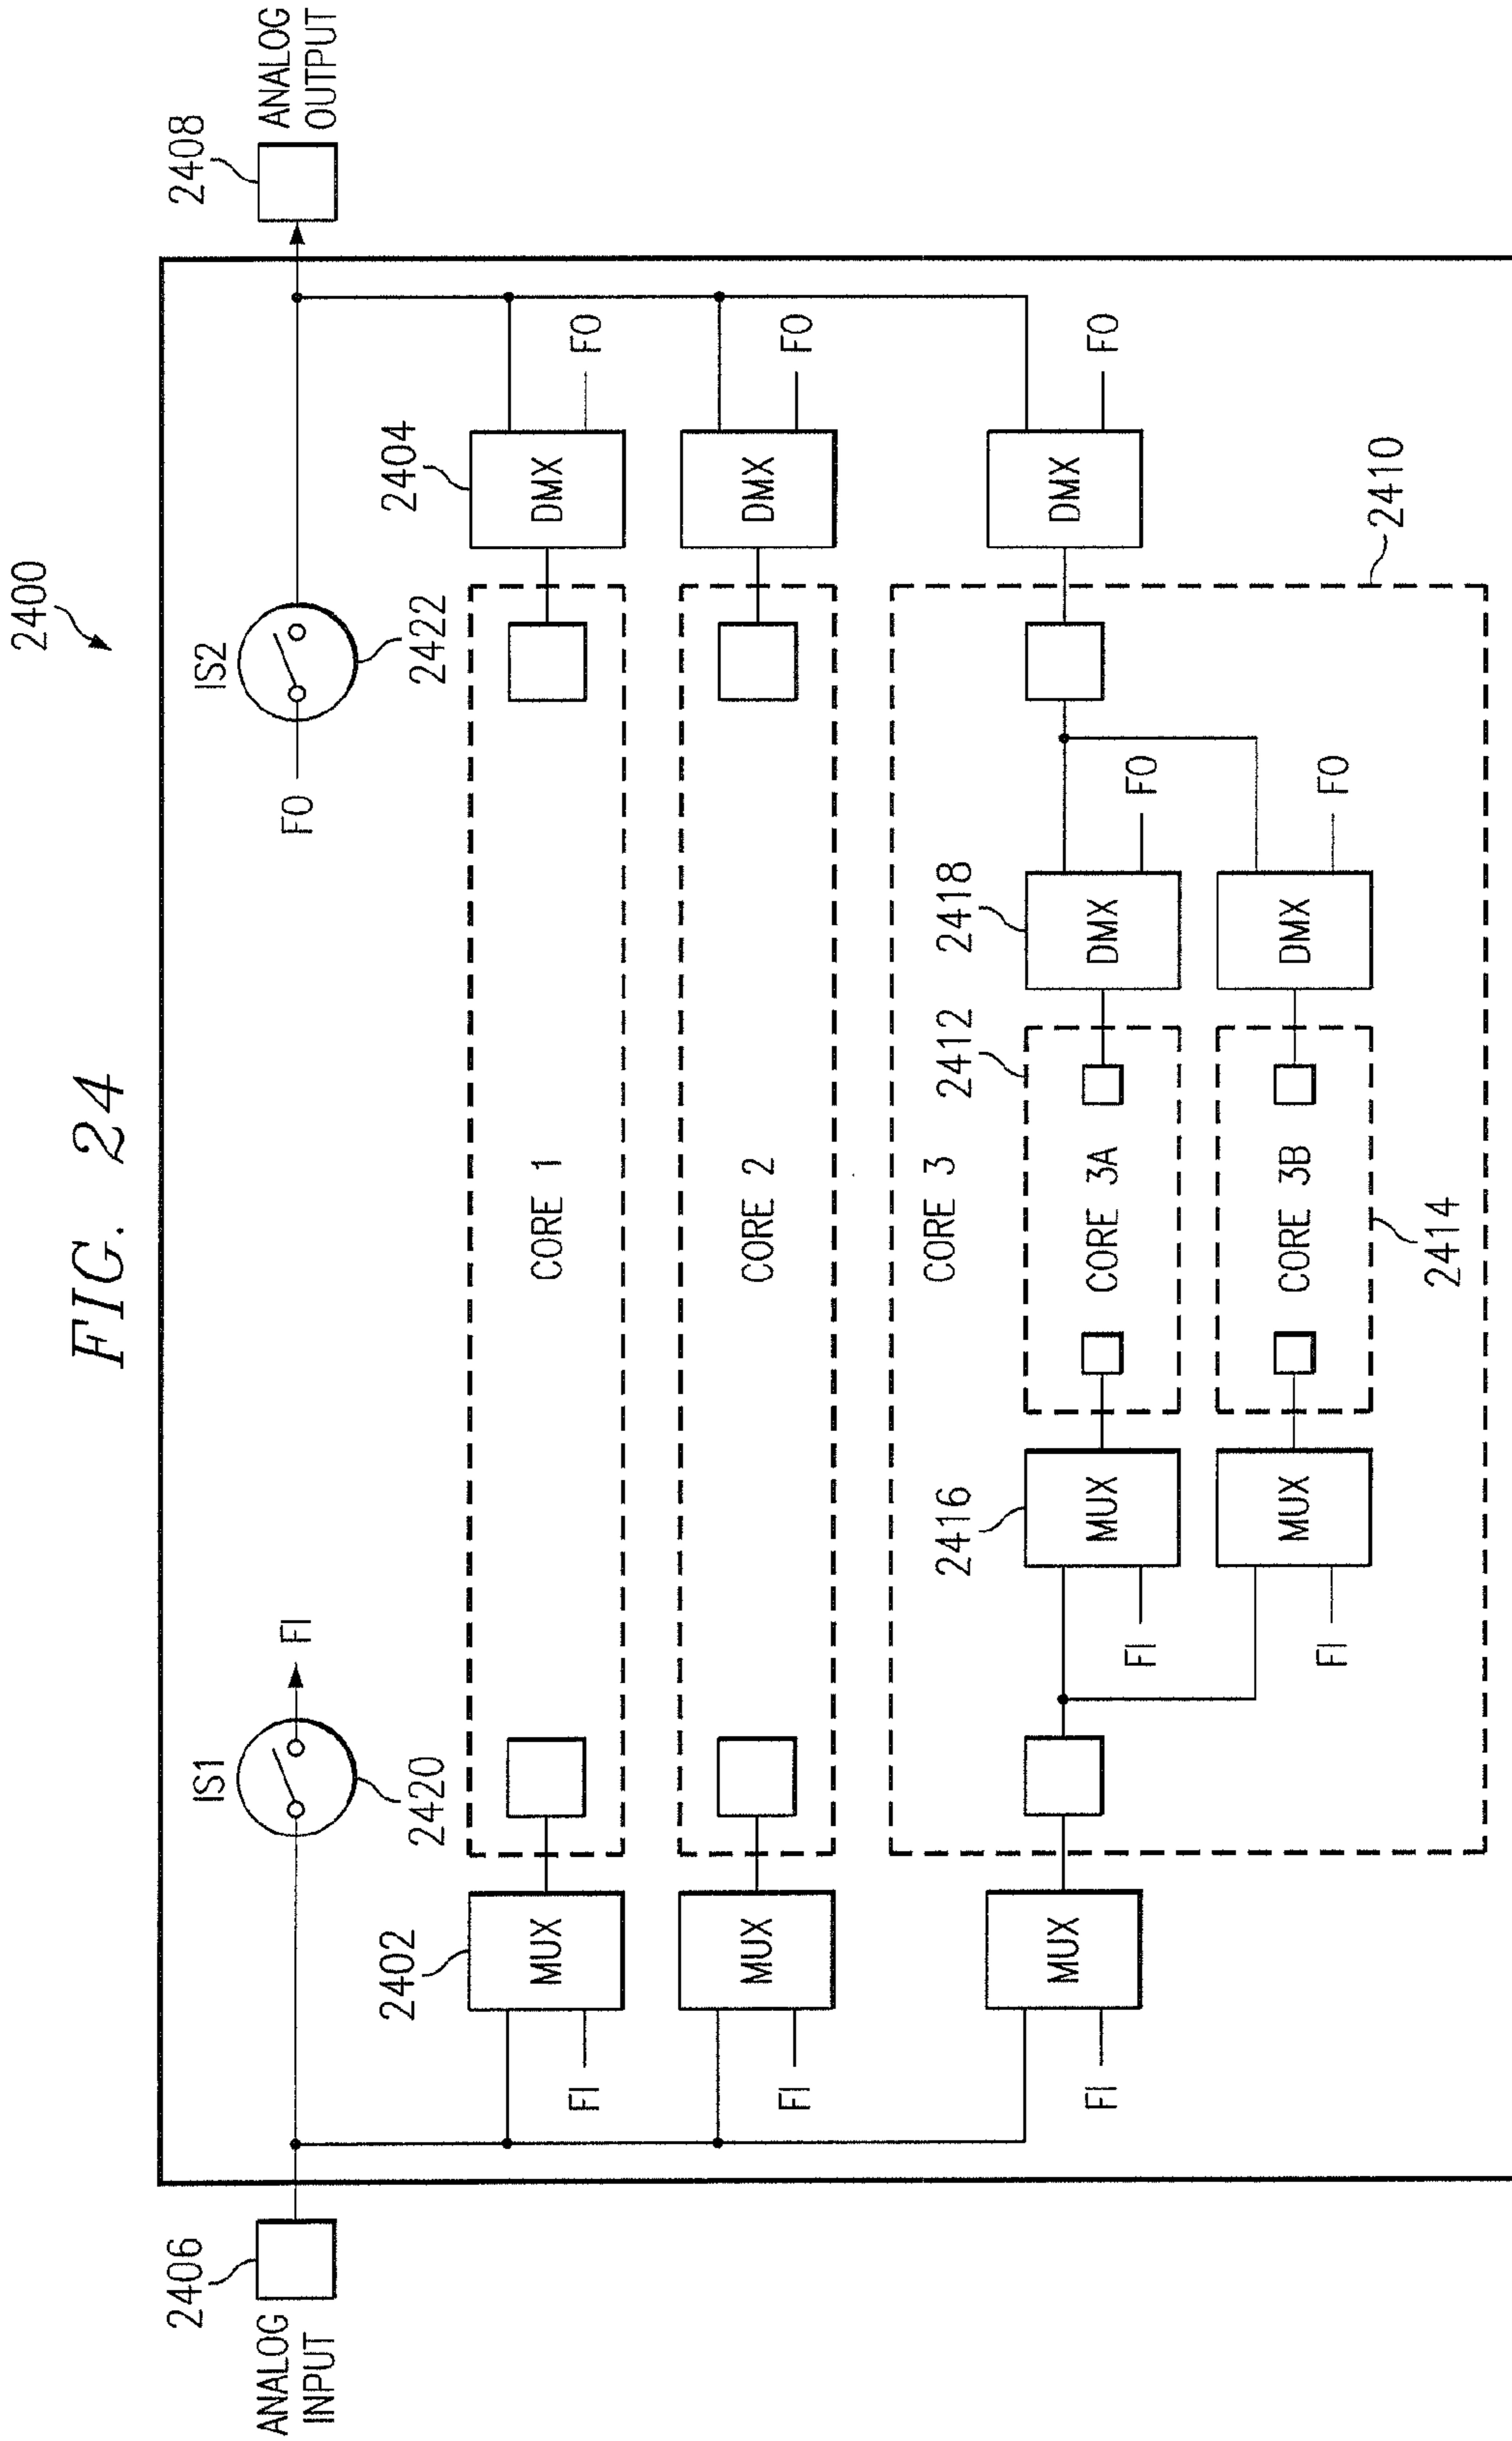 FIG. 24
2400
2406
ANALOG
INPUT
IS1
FI
2420
FO
IS2
2422
2408
ANALOG
OUTPUT
2402
MUX
FI
CORE 1
2404
DMX
FO
MUX
FI
CORE 2
DMX
FO
MUX
FI
CORE 3
2410
DMX
FO
2416
MUX
FI
2412
CORE 3A
2418
DMX
FO
MUX
FI
CORE 3B
2414
DMX
FO